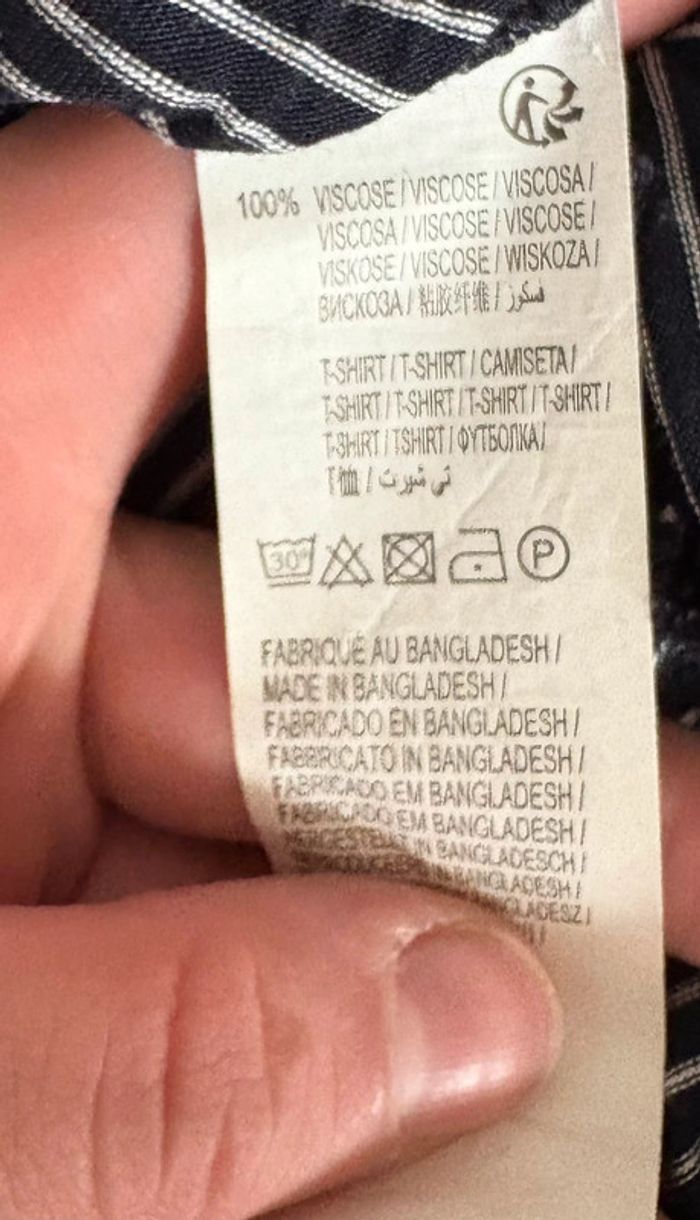 100% VISCOSE / VISCOSE / VISCOSA /
VISCOSA / VISCOSE / VISCOSE /
VISKOSE / VISCOSE / WISKOZA /
ВИСКОЗА / 粘胶纤维 / فسكوز
T-SHIRT / T-SHIRT / CAMISETA /
T-SHIRT / T-SHIRT / T-SHIRT / T-SHIRT /
T-SHIRT / TSHIRT / ФУТБОЛКА /
T恤 / تي شيرت
30° P
FABRIQUÉ AU BANGLADESH /
MADE IN BANGLADESH /
FABRICADO EN BANGLADESH /
FABBRICATO IN BANGLADESH /
FABRICADO EM BANGLADESH /
FABRICADO EM BANGLADESH /
IN BANGLADESCH /
BANGLADESH /